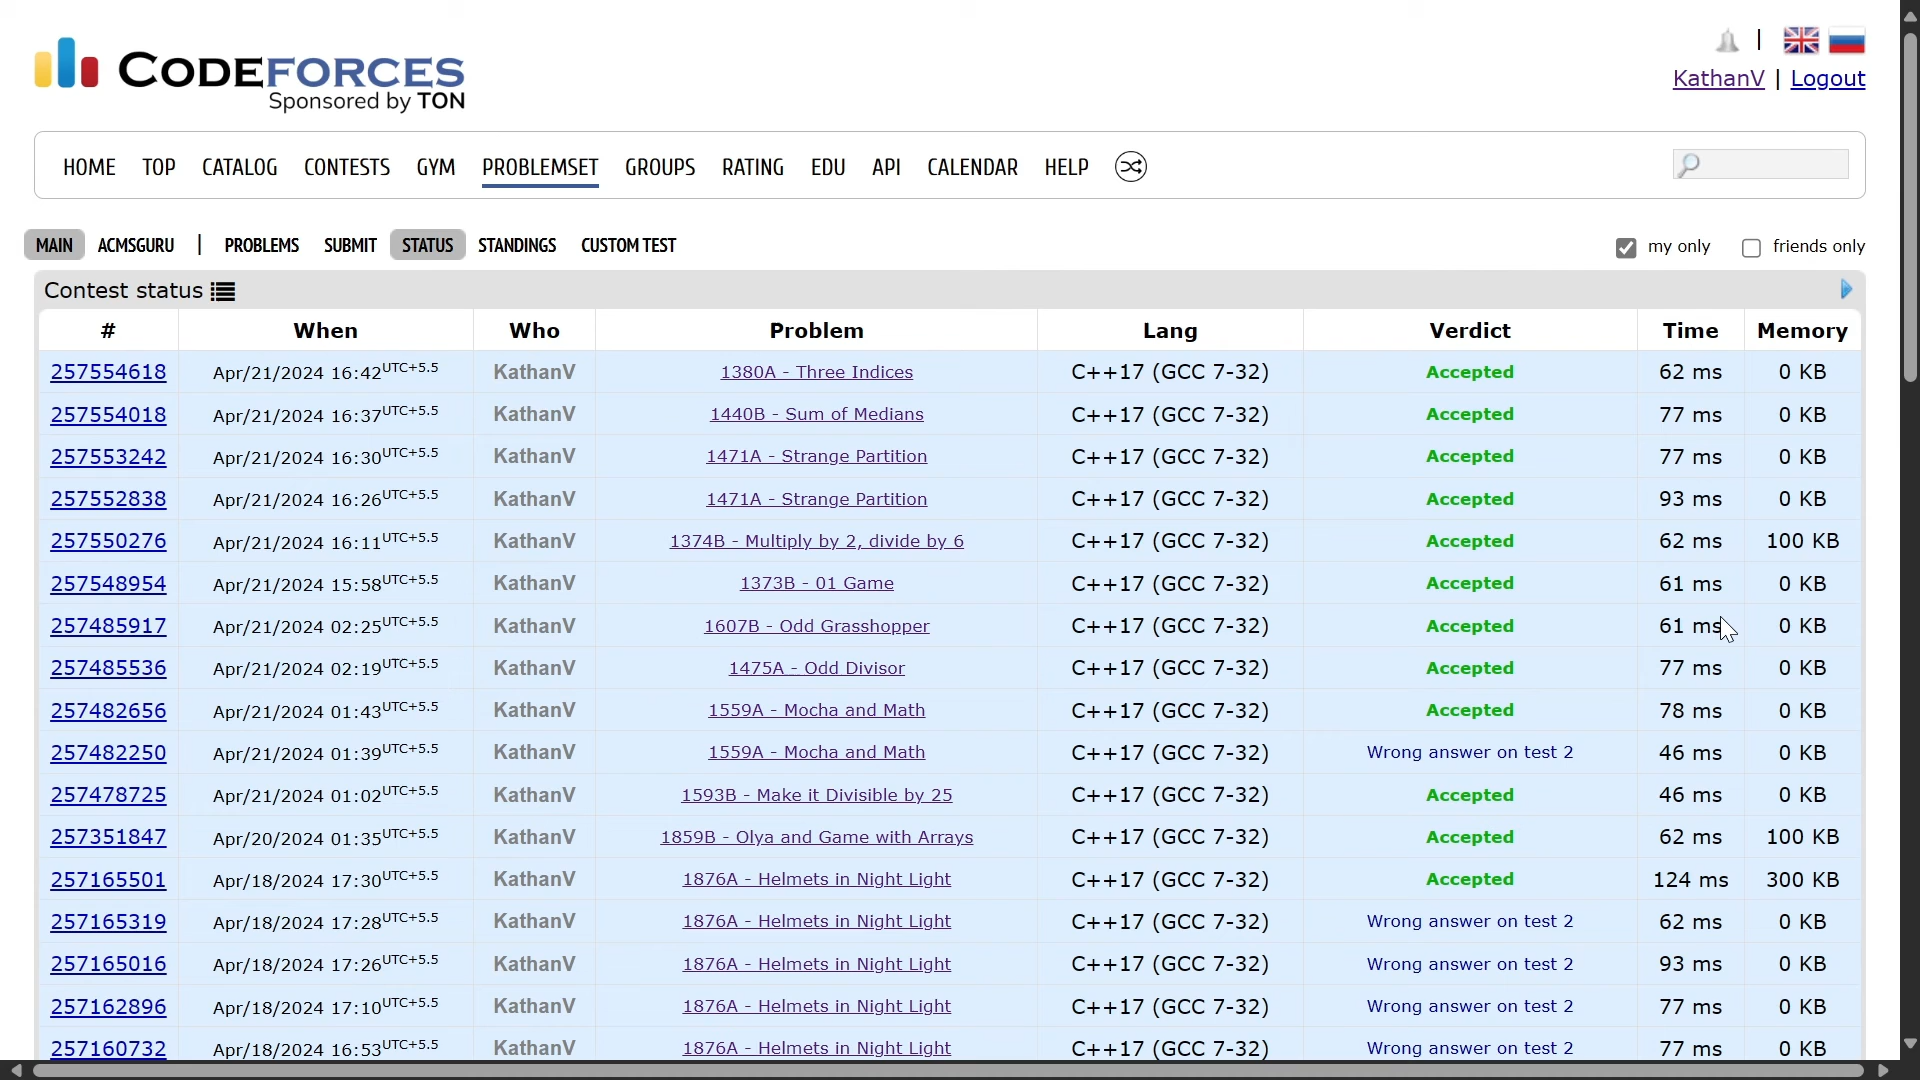 CODEFORCES
Sponsored by TON
KathanV | Logout
HOME TOP CATALOG CONTESTS GYM PROBLEMSET GROUPS RATING EDU API CALENDAR HELP
MAIN ACMSGURU | PROBLEMS SUBMIT STATUS STANDINGS CUSTOM TEST my only friends only
Contest status
# When Who Problem Lang Verdict Time Memory
257554618 Apr/21/2024 16:42UTC+5.5 KathanV 1380A - Three Indices C++17 (GCC 7-32) Accepted 62 ms 0 KB
257554018 Apr/21/2024 16:37UTC+5.5 KathanV 1440B - Sum of Medians C++17 (GCC 7-32) Accepted 77 ms 0 KB
257553242 Apr/21/2024 16:30UTC+5.5 KathanV 1471A - Strange Partition C++17 (GCC 7-32) Accepted 77 ms 0 KB
257552838 Apr/21/2024 16:26UTC+5.5 KathanV 1471A - Strange Partition C++17 (GCC 7-32) Accepted 93 ms 0 KB
257550276 Apr/21/2024 16:11UTC+5.5 KathanV 1374B - Multiply by 2, divide by 6 C++17 (GCC 7-32) Accepted 62 ms 100 KB
257548954 Apr/21/2024 15:58UTC+5.5 KathanV 1373B - 01 Game C++17 (GCC 7-32) Accepted 61 ms 0 KB
257485917 Apr/21/2024 02:25UTC+5.5 KathanV 1607B - Odd Grasshopper C++17 (GCC 7-32) Accepted 61 ms 0 KB
257485536 Apr/21/2024 02:19UTC+5.5 KathanV 1475A - Odd Divisor C++17 (GCC 7-32) Accepted 77 ms 0 KB
257482656 Apr/21/2024 01:43UTC+5.5 KathanV 1559A - Mocha and Math C++17 (GCC 7-32) Accepted 78 ms 0 KB
257482250 Apr/21/2024 01:39UTC+5.5 KathanV 1559A - Mocha and Math C++17 (GCC 7-32) Wrong answer on test 2 46 ms 0 KB
257478725 Apr/21/2024 01:02UTC+5.5 KathanV 1593B - Make it Divisible by 25 C++17 (GCC 7-32) Accepted 46 ms 0 KB
257351847 Apr/20/2024 01:35UTC+5.5 KathanV 1859B - Olya and Game with Arrays C++17 (GCC 7-32) Accepted 62 ms 100 KB
257165501 Apr/18/2024 17:30UTC+5.5 KathanV 1876A - Helmets in Night Light C++17 (GCC 7-32) Accepted 124 ms 300 KB
257165319 Apr/18/2024 17:28UTC+5.5 KathanV 1876A - Helmets in Night Light C++17 (GCC 7-32) Wrong answer on test 2 62 ms 0 KB
257165016 Apr/18/2024 17:26UTC+5.5 KathanV 1876A - Helmets in Night Light C++17 (GCC 7-32) Wrong answer on test 2 93 ms 0 KB
257162896 Apr/18/2024 17:10UTC+5.5 KathanV 1876A - Helmets in Night Light C++17 (GCC 7-32) Wrong answer on test 2 77 ms 0 KB
257160732 Apr/18/2024 16:53UTC+5.5 KathanV 1876A - Helmets in Night Light C++17 (GCC 7-32) Wrong answer on test 2 77 ms 0 KB